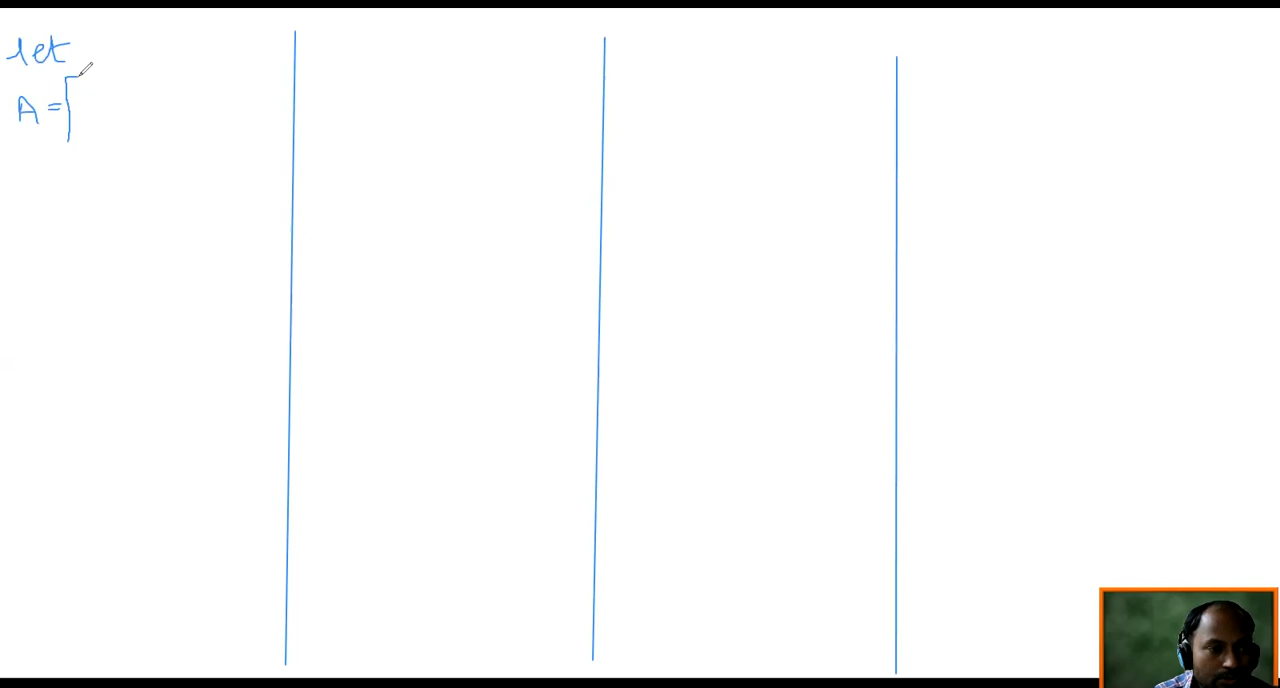 let
A = [